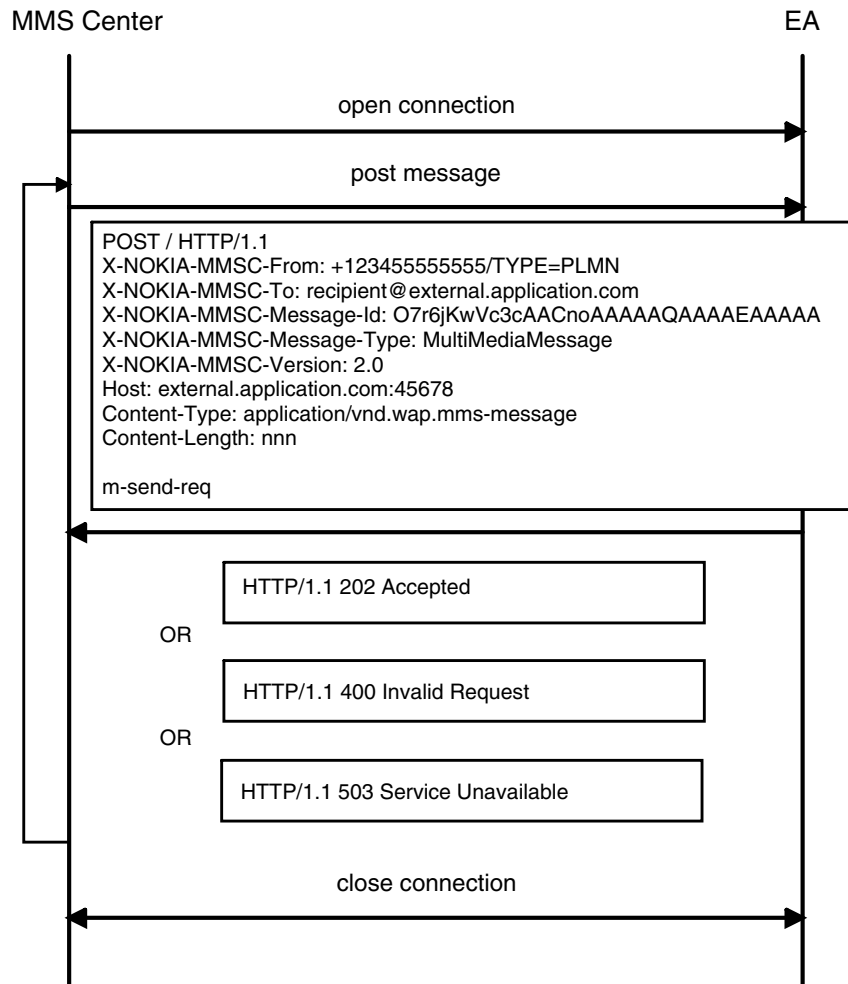 MMS Center
EA
open connection
post message
POST / HTTP/1.1
X-NOKIA-MMSC-From: +123455555555/TYPE=PLMN
X-NOKIA-MMSC-To: recipient@external.application.com
X-NOKIA-MMSC-Message-Id: O7r6jKwVc3cAACnoAAAAAQAAAAEAAAAA
X-NOKIA-MMSC-Message-Type: MultiMediaMessage
X-NOKIA-MMSC-Version: 2.0
Host: external.application.com:45678
Content-Type: application/vnd.wap.mms-message
Content-Length: nnn
m-send-req
HTTP/1.1 202 Accepted
OR
HTTP/1.1 400 Invalid Request
OR
HTTP/1.1 503 Service Unavailable
close connection